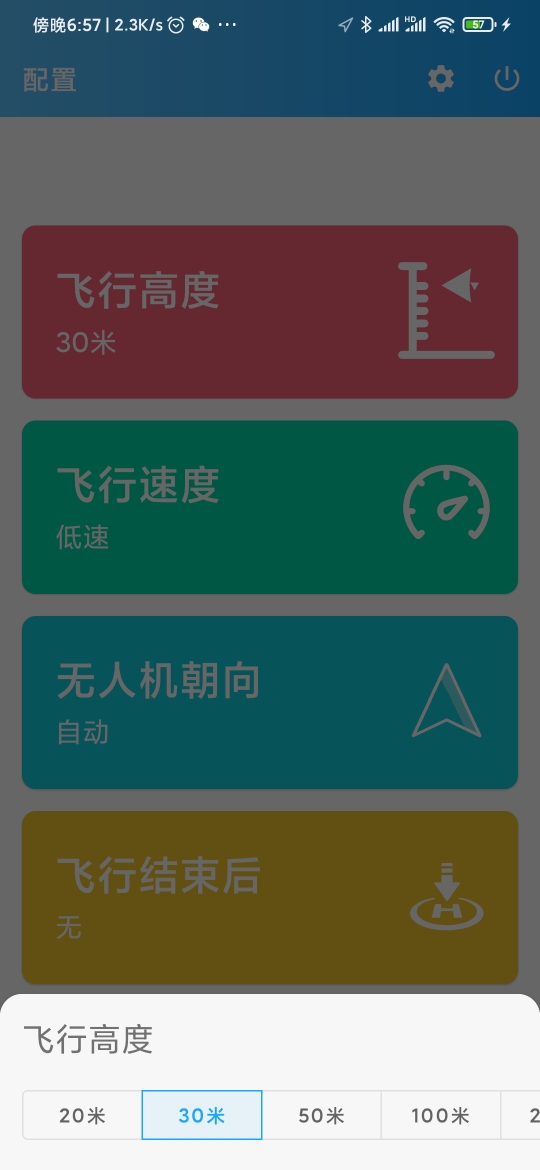 傍晚6:57 | 2.3K/s ···
HD
57
配置
飞行高度
30米
飞行速度
低速
无人机朝向
自动
飞行结束后
无
H
飞行高度
20米 30米 50米 100米 2